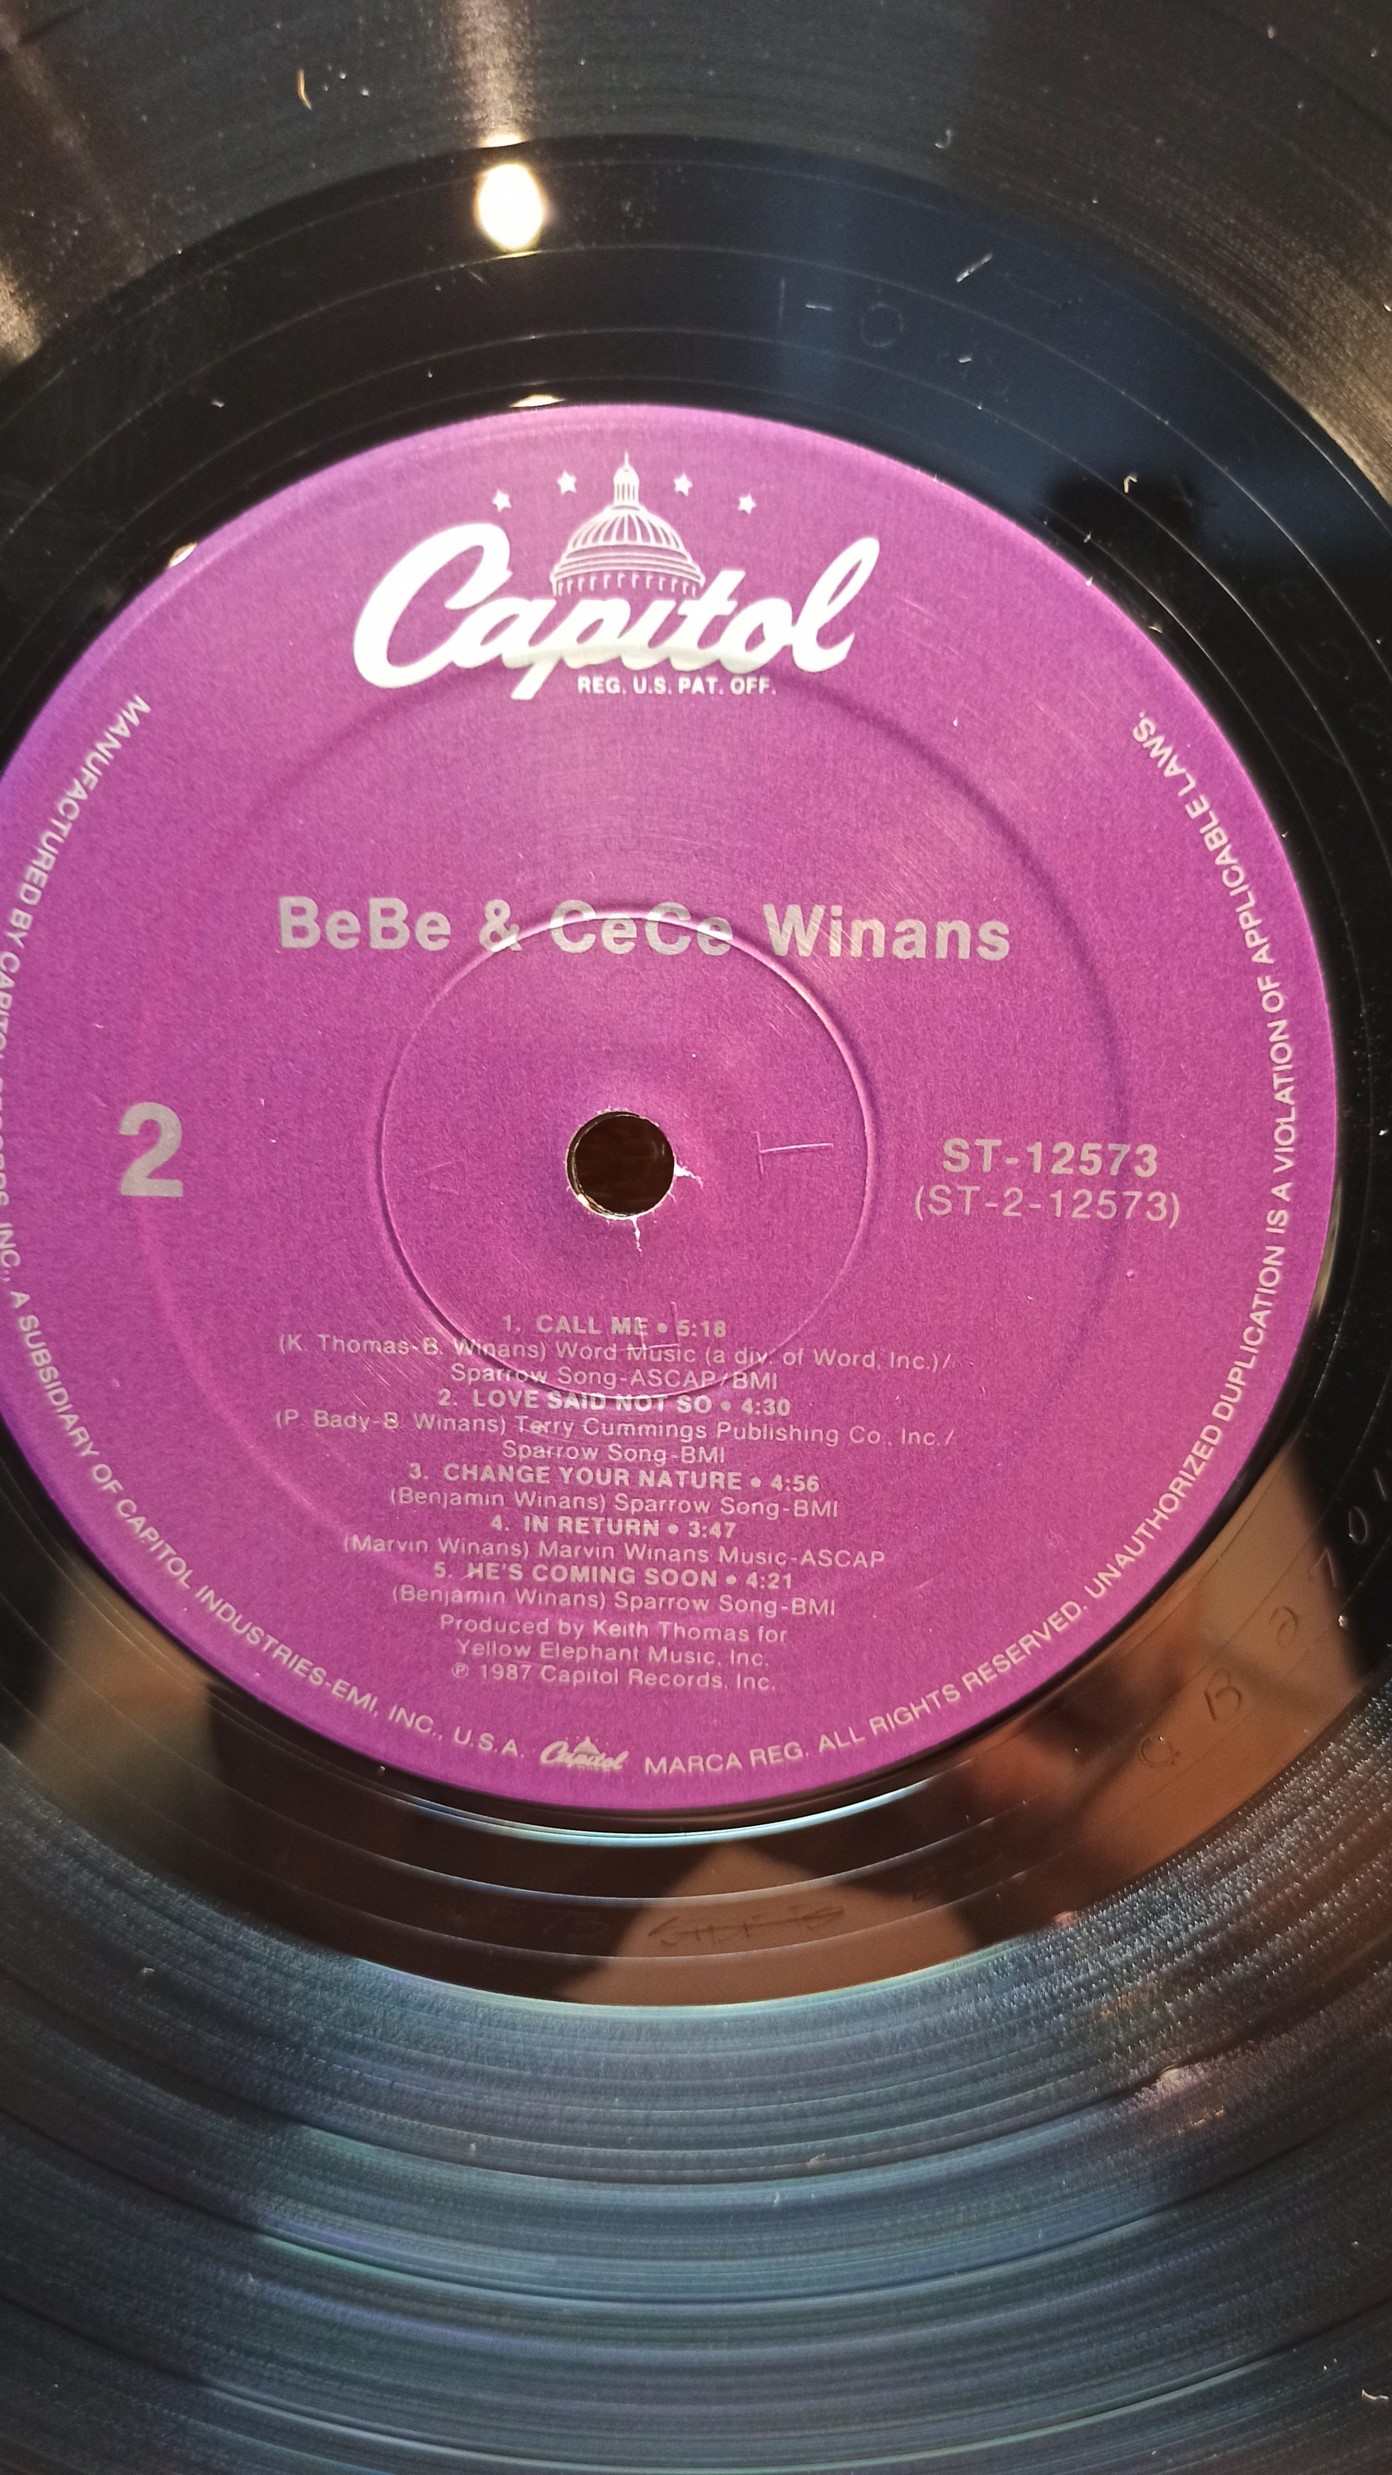 Capitol
REG. U.S. PAT. OFF.
BeBe & CeCe Winans
2
ST-12573
(ST-2-12573)
1. CALL ME • 5:18
(K. Thomas-B. Winans) Word Music (a div. of Word, Inc.)/
Sparrow Song-ASCAP/BMI
2. LOVE SAID NOT SO • 4:30
(P. Bady-B. Winans) Terry Cummings Publishing Co., Inc./
Sparrow Song-BMI
3. CHANGE YOUR NATURE • 4:56
(Benjamin Winans) Sparrow Song-BMI
4. IN RETURN • 3:47
(Marvin Winans) Marvin Winans Music-ASCAP
5. HE'S COMING SOON • 4:21
(Benjamin Winans) Sparrow Song-BMI
Produced by Keith Thomas for
Yellow Elephant Music, Inc.
℗ 1987 Capitol Records, Inc.
MANUFACTURED BY CAPITOL RECORDS, INC., A SUBSIDIARY OF CAPITOL INDUSTRIES-EMI, INC., U.S.A. Capitol MARCA REG. ALL RIGHTS RESERVED. UNAUTHORIZED DUPLICATION IS A VIOLATION OF APPLICABLE LAWS.